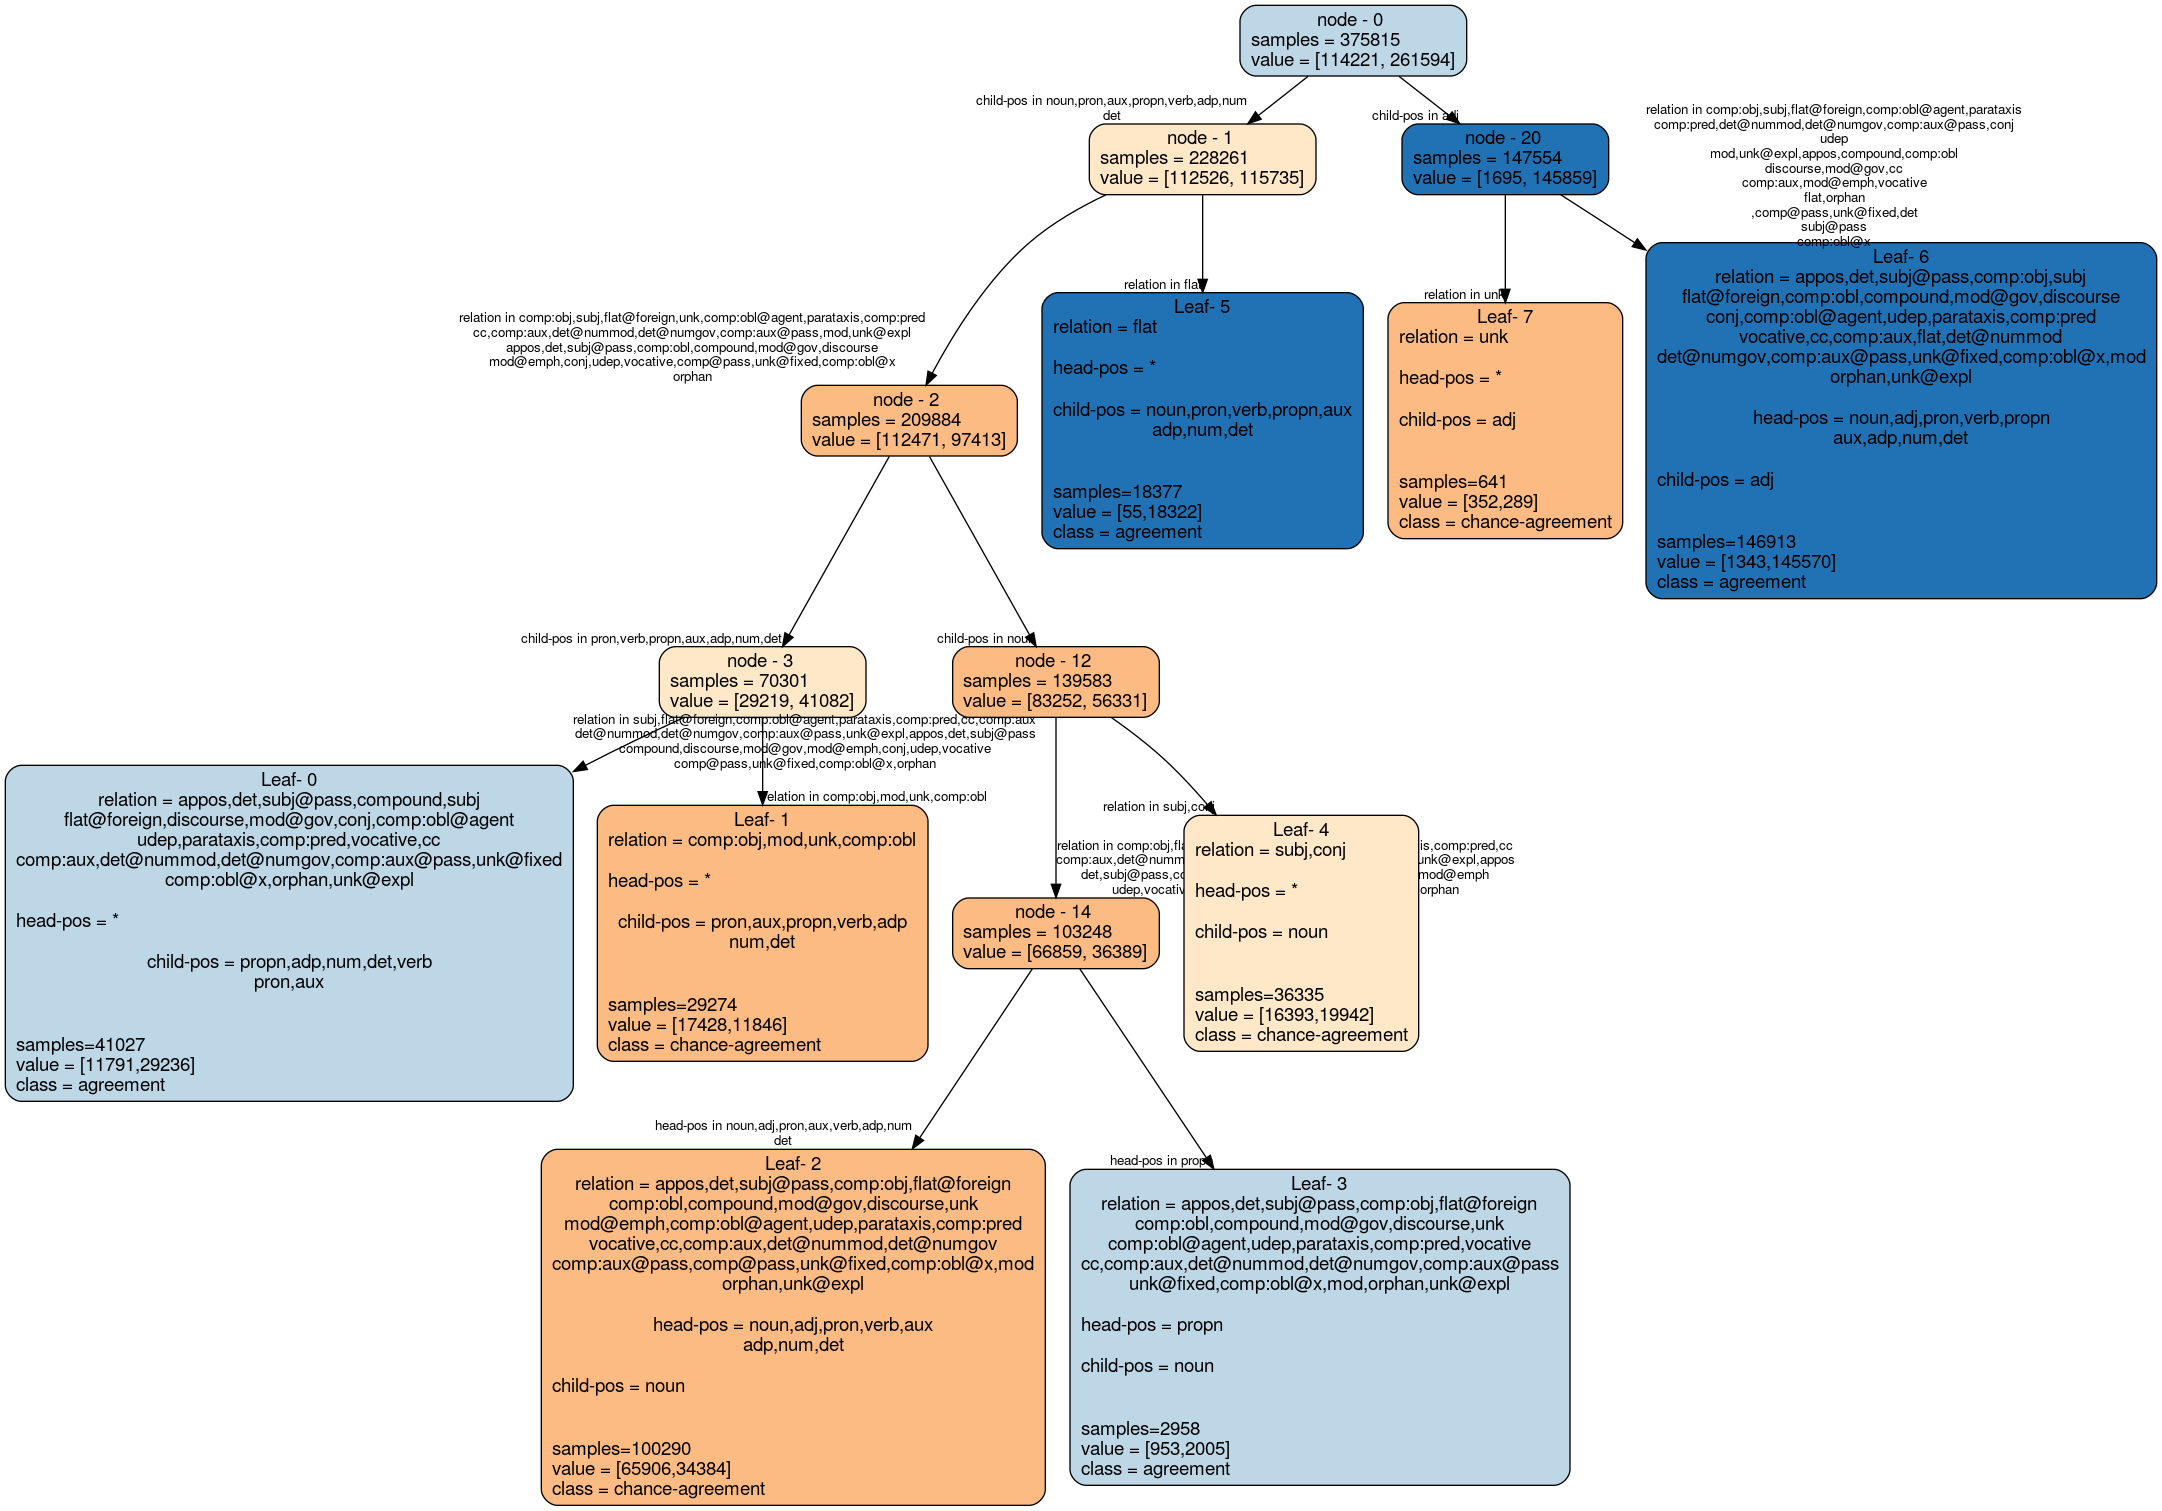 node - 0
samples = 375815
value = [114221, 261594]
child-pos in noun,pron,aux,propn,verb,adp,num
det
node - 1
samples = 228261
value = [112526, 115735]
child-pos in adj
node - 20
samples = 147554
value = [1695, 145859]
relation in comp:obj,subj,flat@foreign,comp:obl@agent,parataxis
comp:pred,det@nummod,det@numgov,comp:aux@pass,conj
udep
mod,unk@expl,appos,compound,comp:obl
discourse,mod@gov,cc
comp:aux,mod@emph,vocative
flat,orphan
,comp@pass,unk@fixed,det
subj@pass
comp:obl@x
relation in comp:obj,subj,flat@foreign,unk,comp:obl@agent,parataxis,comp:pred
cc,comp:aux,det@nummod,det@numgov,comp:aux@pass,mod,unk@expl
appos,det,subj@pass,comp:obl,compound,mod@gov,discourse
mod@emph,conj,udep,vocative,comp@pass,unk@fixed,comp:obl@x
orphan
node - 2
samples = 209884
value = [112471, 97413]
relation in flat
Leaf- 5
relation = flat
head-pos = *
child-pos = noun,pron,verb,propn,aux
adp,num,det
samples=18377
value = [55,18322]
class = agreement
relation in unk
Leaf- 7
relation = unk
head-pos = *
child-pos = adj
samples=641
value = [352,289]
class = chance-agreement
Leaf- 6
relation = appos,det,subj@pass,comp:obj,subj
flat@foreign,comp:obl,compound,mod@gov,discourse
conj,comp:obl@agent,udep,parataxis,comp:pred
vocative,cc,comp:aux,flat,det@nummod
det@numgov,comp:aux@pass,unk@fixed,comp:obl@x,mod
orphan,unk@expl
head-pos = noun,adj,pron,verb,propn
aux,adp,num,det
child-pos = adj
samples=146913
value = [1343,145570]
class = agreement
child-pos in pron,verb,propn,aux,adp,num,det
node - 3
samples = 70301
value = [29219, 41082]
child-pos in noun
node - 12
samples = 139583
value = [83252, 56331]
relation in subj,flat@foreign,comp:obl@agent,parataxis,comp:pred,cc,comp:aux
det@nummod,det@numgov,comp:aux@pass,unk@expl,appos,det,subj@pass
compound,discourse,mod@gov,mod@emph,conj,udep,vocative
comp@pass,unk@fixed,comp:obl@x,orphan
Leaf- 0
relation = appos,det,subj@pass,compound,subj
flat@foreign,discourse,mod@gov,conj,comp:obl@agent
udep,parataxis,comp:pred,vocative,cc
comp:aux,det@nummod,det@numgov,comp:aux@pass,unk@fixed
comp:obl@x,orphan,unk@expl
head-pos = *
child-pos = propn,adp,num,det,verb
pron,aux
samples=41027
value = [11791,29236]
class = agreement
relation in comp:obj,mod,unk,comp:obl
Leaf- 1
relation = comp:obj,mod,unk,comp:obl
head-pos = *
child-pos = pron,aux,propn,verb,adp
num,det
samples=29274
value = [17428,11846]
class = chance-agreement
relation in subj,conj
Leaf- 4
relation = subj,conj
head-pos = *
child-pos = noun
samples=36335
value = [16393,19942]
class = chance-agreement
relation in comp:obj, comp:pred,cc
comp:aux, unk@expl,appos
det,subj@pass, mod@emph
orphan
node - 14
samples = 103248
value = [66859, 36389]
head-pos in noun,adj,pron,aux,verb,adp,num
det
Leaf- 2
relation = appos,det,subj@pass,comp:obj,flat@foreign
comp:obl,compound,mod@gov,discourse,unk
mod@emph,comp:obl@agent,udep,parataxis,comp:pred
vocative,cc,comp:aux,det@nummod,det@numgov
comp:aux@pass,comp@pass,unk@fixed,comp:obl@x,mod
orphan,unk@expl
head-pos = noun,adj,pron,verb,aux
adp,num,det
child-pos = noun
samples=100290
value = [65906,34384]
class = chance-agreement
head-pos in propn
Leaf- 3
relation = appos,det,subj@pass,comp:obj,flat@foreign
comp:obl,compound,mod@gov,discourse,unk
comp:obl@agent,udep,parataxis,comp:pred,vocative
cc,comp:aux,det@nummod,det@numgov,comp:aux@pass
unk@fixed,comp:obl@x,mod,orphan,unk@expl
head-pos = propn
child-pos = noun
samples=2958
value = [953,2005]
class = agreement